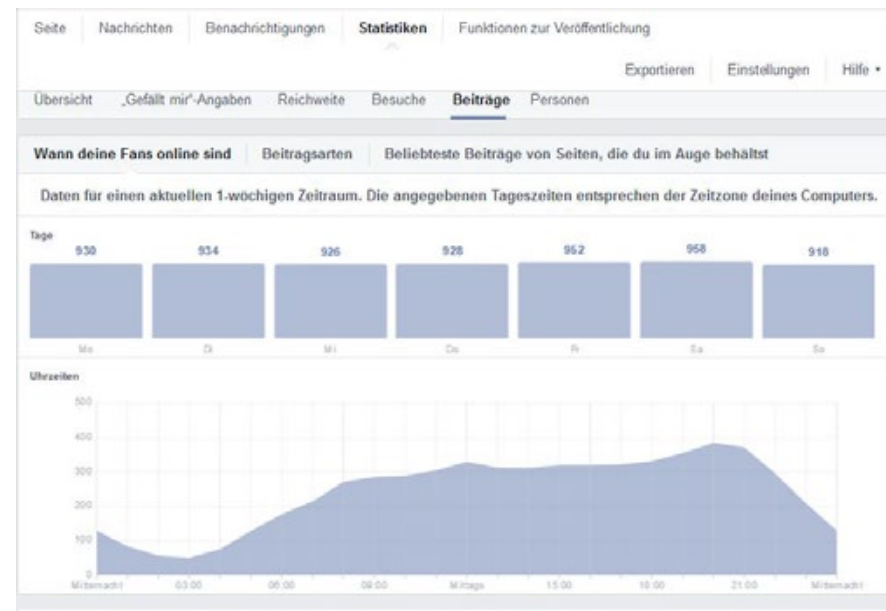 Seite Nachrichten Benachrichtigungen Statistiken Funktionen zur Veröffentlichung
Exportieren Einstellungen Hilfe
Übersicht „Gefällt mir"-Angaben Reichweite Besuche Beiträge Personen
Wann deine Fans online sind Beitragsarten Beliebteste Beiträge von Seiten, die du im Auge behältst
Daten für einen aktuellen 1-wöchigen Zeitraum. Die angegebenen Tageszeiten entsprechen der Zeitzone deines Computers.
Tage
930 934 926 928 952 958 918
Mo Di Mi Do Fr Sa So
Uhrzeiten
500
400
300
200
100
0
Mitternacht 03:00 06:00 09:00 Mittags 15:00 18:00 21:00 Mitternacht